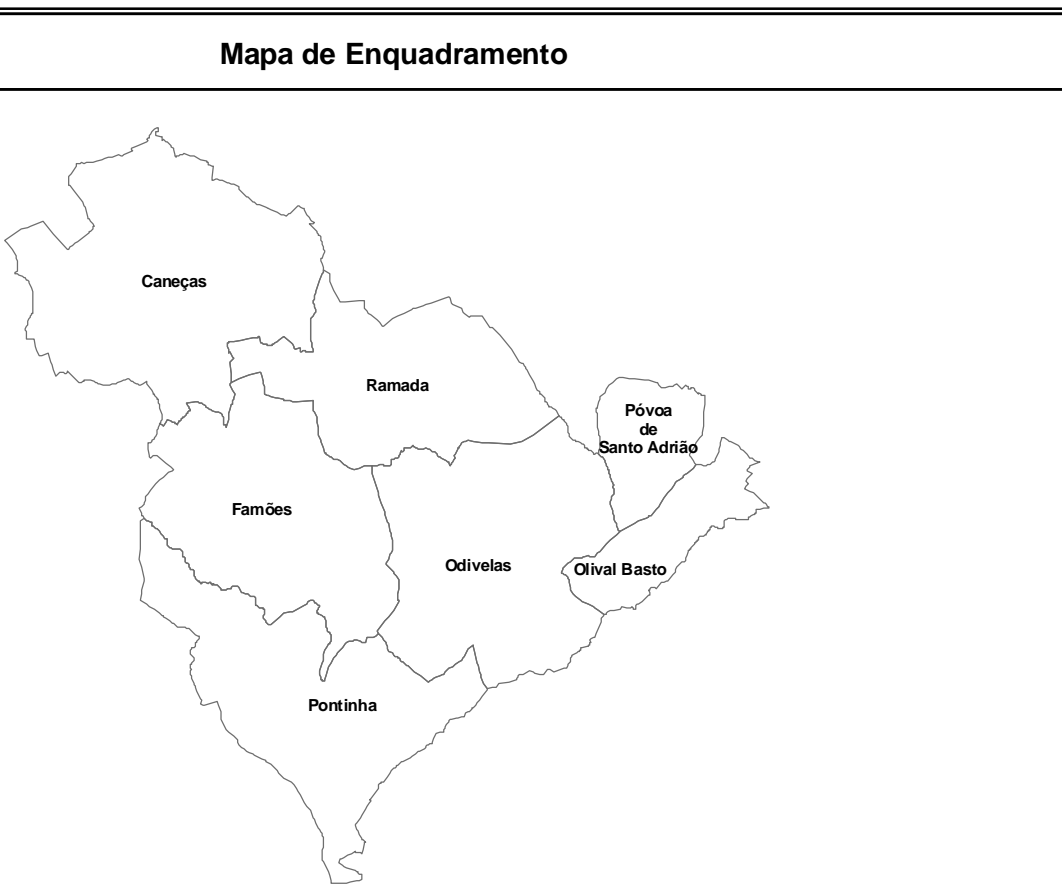 Mapa de Enquadramento
Caneças
Ramada
Póvoa
de
Santo Adrião
Famões
Odivelas
Olival Basto
Pontinha